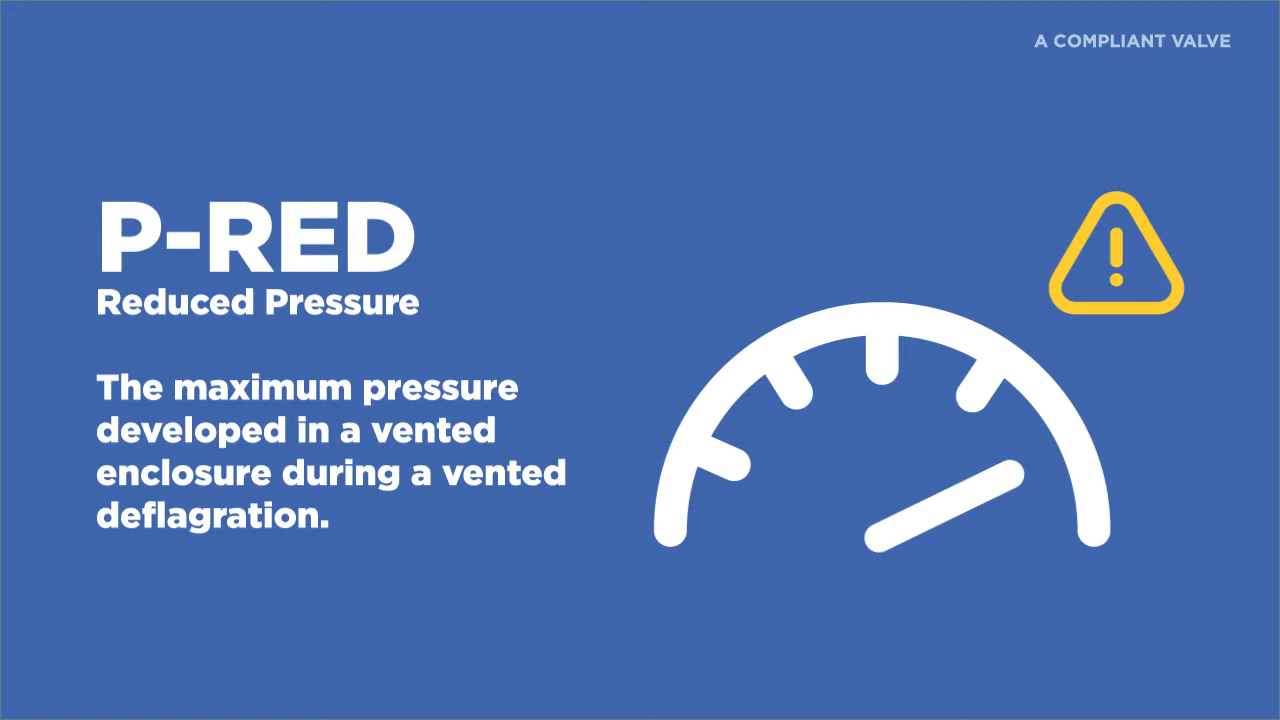 A COMPLIANT VALVE
P-RED
Reduced Pressure
The maximum pressure
developed in a vented
enclosure during a vented
deflagration.